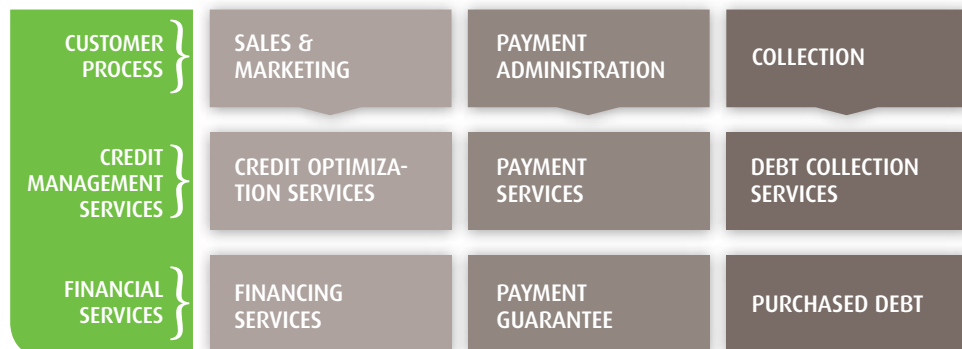 CUSTOMER
PROCESS
SALES &
MARKETING
PAYMENT
ADMINISTRATION
COLLECTION
CREDIT
MANAGEMENT
SERVICES
CREDIT OPTIMIZA-
TION SERVICES
PAYMENT
SERVICES
DEBT COLLECTION
SERVICES
FINANCIAL
SERVICES
FINANCING
SERVICES
PAYMENT
GUARANTEE
PURCHASED DEBT